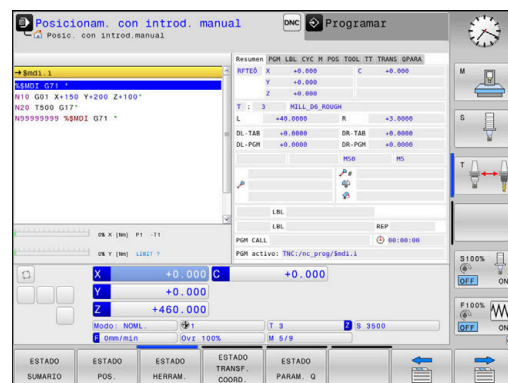 Posicionam. con introd. manual
Posic. con introd.manual
DNC
Programar
→$mdi.i
%$MDI G71 *
N10 G01 X+150 Y+200 Z+100*
N20 T500 G17*
N99999999 %$MDI G71 *
0% X [Nm] P1 -T1
0% Y [Nm] LIMIT ?
Resumen PGM LBL CYC M POS TOOL TT TRANS QPARA
RFTEÓ X +0.000 C +0.000
Y +0.000
Z +0.000
T : 3 MILL_D6_ROUGH
L +40.0000 R +3.0000
DL-TAB +0.0000 DR-TAB +0.0000
DL-PGM +0.0000 DR-PGM +0.0000
M50 M5
LBL
LBL REP
PGM CALL 00:00:00
PGM activo: TNC:/nc_prog/$mdi.i
X +0.000 C +0.000
Y +0.000
Z +460.000
Modo: NOML. 1 T 3 Z S 3500
F 0mm/min Ovr 100% M 5/9
M
S
T
S100%
OFF ON
F100%
OFF ON
ESTADO SUMARIO
ESTADO POS.
ESTADO HERRAM.
ESTADO TRANSF. COORD.
ESTADO PARAM. Q